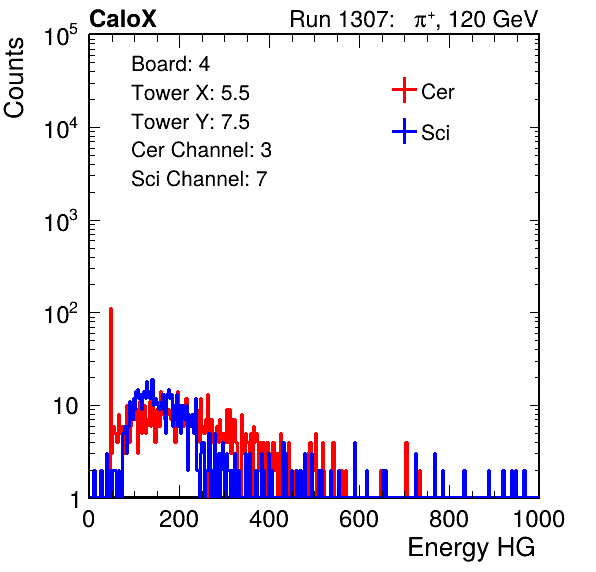 CaloX Run 1307: π⁺, 120 GeV
Counts
10⁵
10⁴
10³
10²
10
1
Board: 4
Tower X: 5.5
Tower Y: 7.5
Cer Channel: 3
Sci Channel: 7
Cer
Sci
0 200 400 600 800 1000
Energy HG